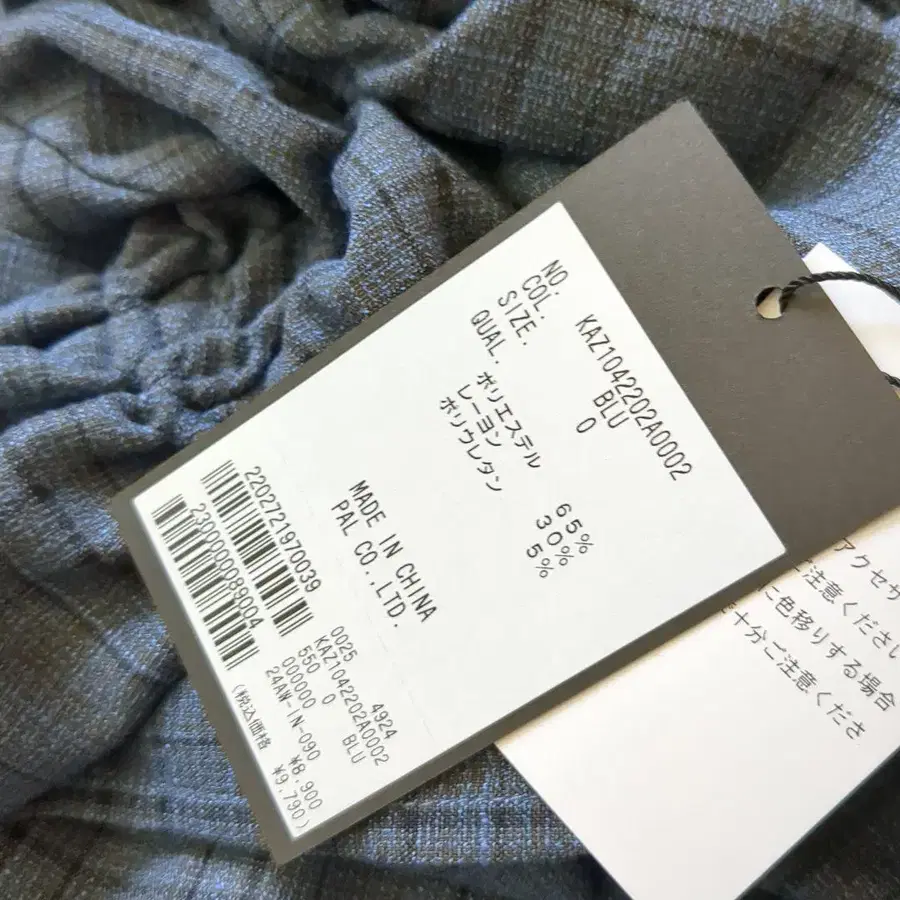 NO. KAZ1042202A0002
COL. BLU
SIZE. 0
QUAL. ポリエステル 65%
レーヨン 30%
ポリウレタン 5%
MADE IN CHINA
PAL CO.,LTD.
2202721970039
2300000089004
0025 4924
KAZ1042202A0002
550 0 BLU
000000
24AW-IN-090
¥8,900
(税込価格 ¥9,790)
アクセサ
ご注意ください
に色移りする場合
十分ご注意くださ